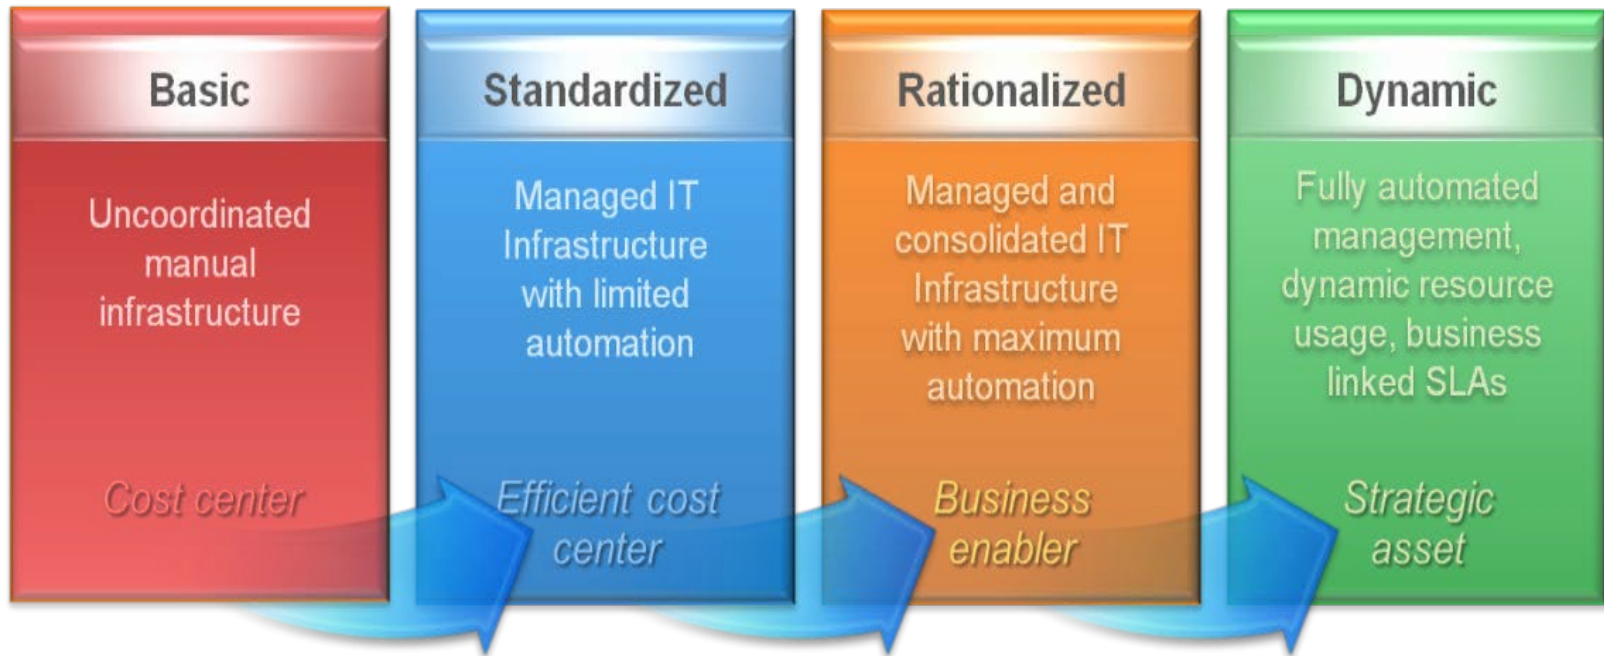 Basic
Uncoordinated
manual
infrastructure
Cost center
Standardized
Managed IT
Infrastructure
with limited
automation
Efficient cost
center
Rationalized
Managed and
consolidated IT
Infrastructure
with maximum
automation
Business
enabler
Dynamic
Fully automated
management,
dynamic resource
usage, business
linked SLAs
Strategic
asset